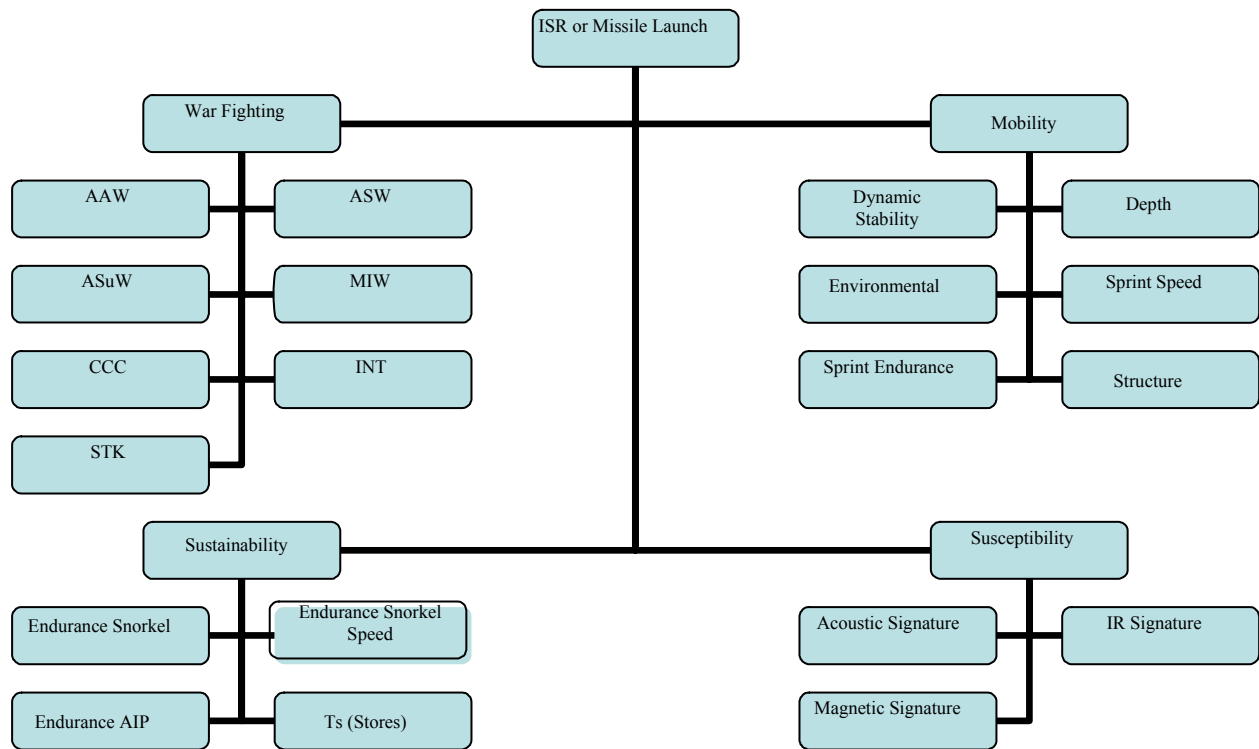 ISR or Missile Launch
War Fighting
Mobility
AAW
ASW
Dynamic
Stability
Depth
ASuW
MIW
Environmental
Sprint Speed
CCC
INT
Sprint Endurance
Structure
STK
Sustainability
Susceptibility
Endurance Snorkel
Endurance Snorkel
Speed
Acoustic Signature
IR Signature
Endurance AIP
Ts (Stores)
Magnetic Signature